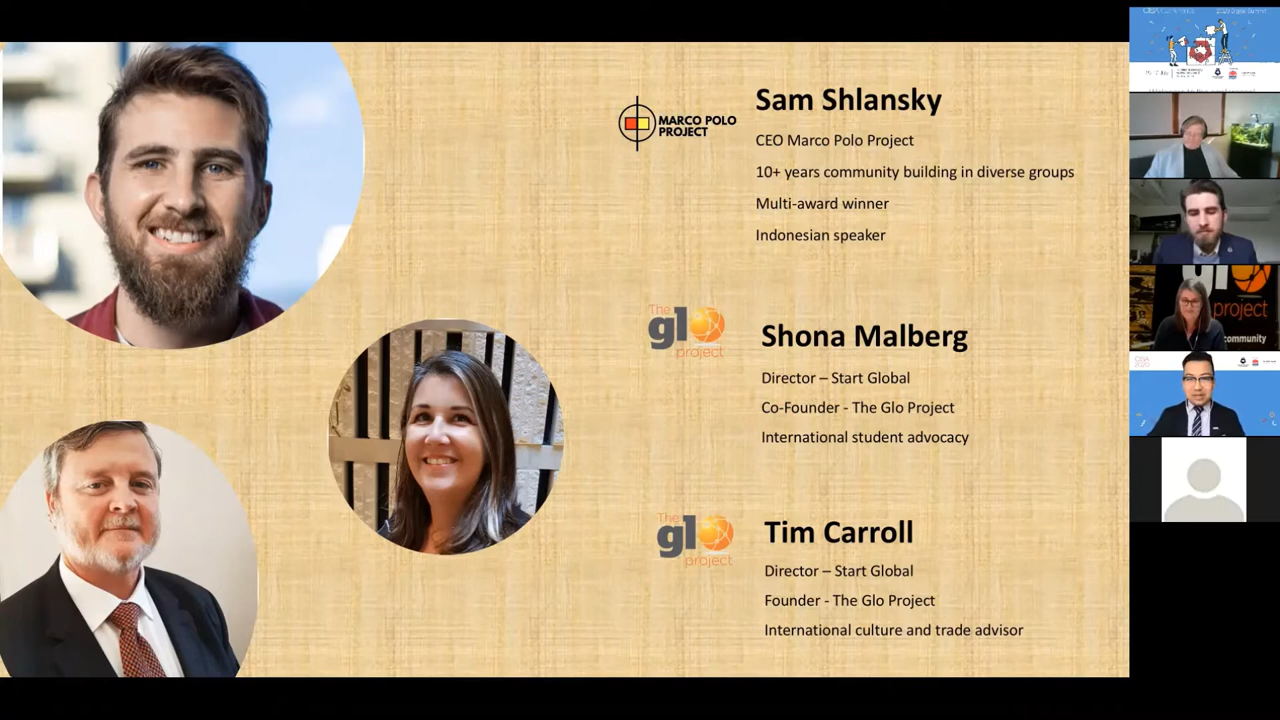 MARCO POLO
PROJECT
Sam Shlansky
CEO Marco Polo Project
10+ years community building in diverse groups
Multi-award winner
Indonesian speaker
The
glo
project
Shona Malberg
Director – Start Global
Co-Founder - The Glo Project
International student advocacy
The
glo
project
Tim Carroll
Director – Start Global
Founder - The Glo Project
International culture and trade advisor
project
community